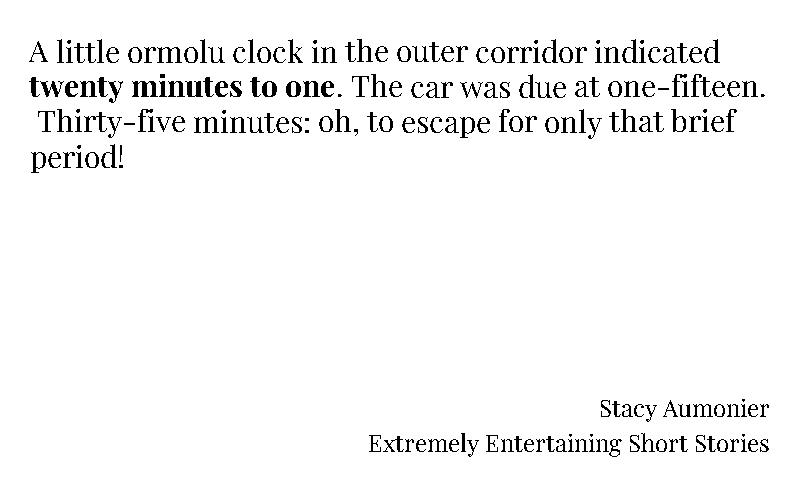 A little ormolu clock in the outer corridor indicated
twenty minutes to one. The car was due at one-fifteen.
Thirty-five minutes: oh, to escape for only that brief
period!
Stacy Aumonier
Extremely Entertaining Short Stories